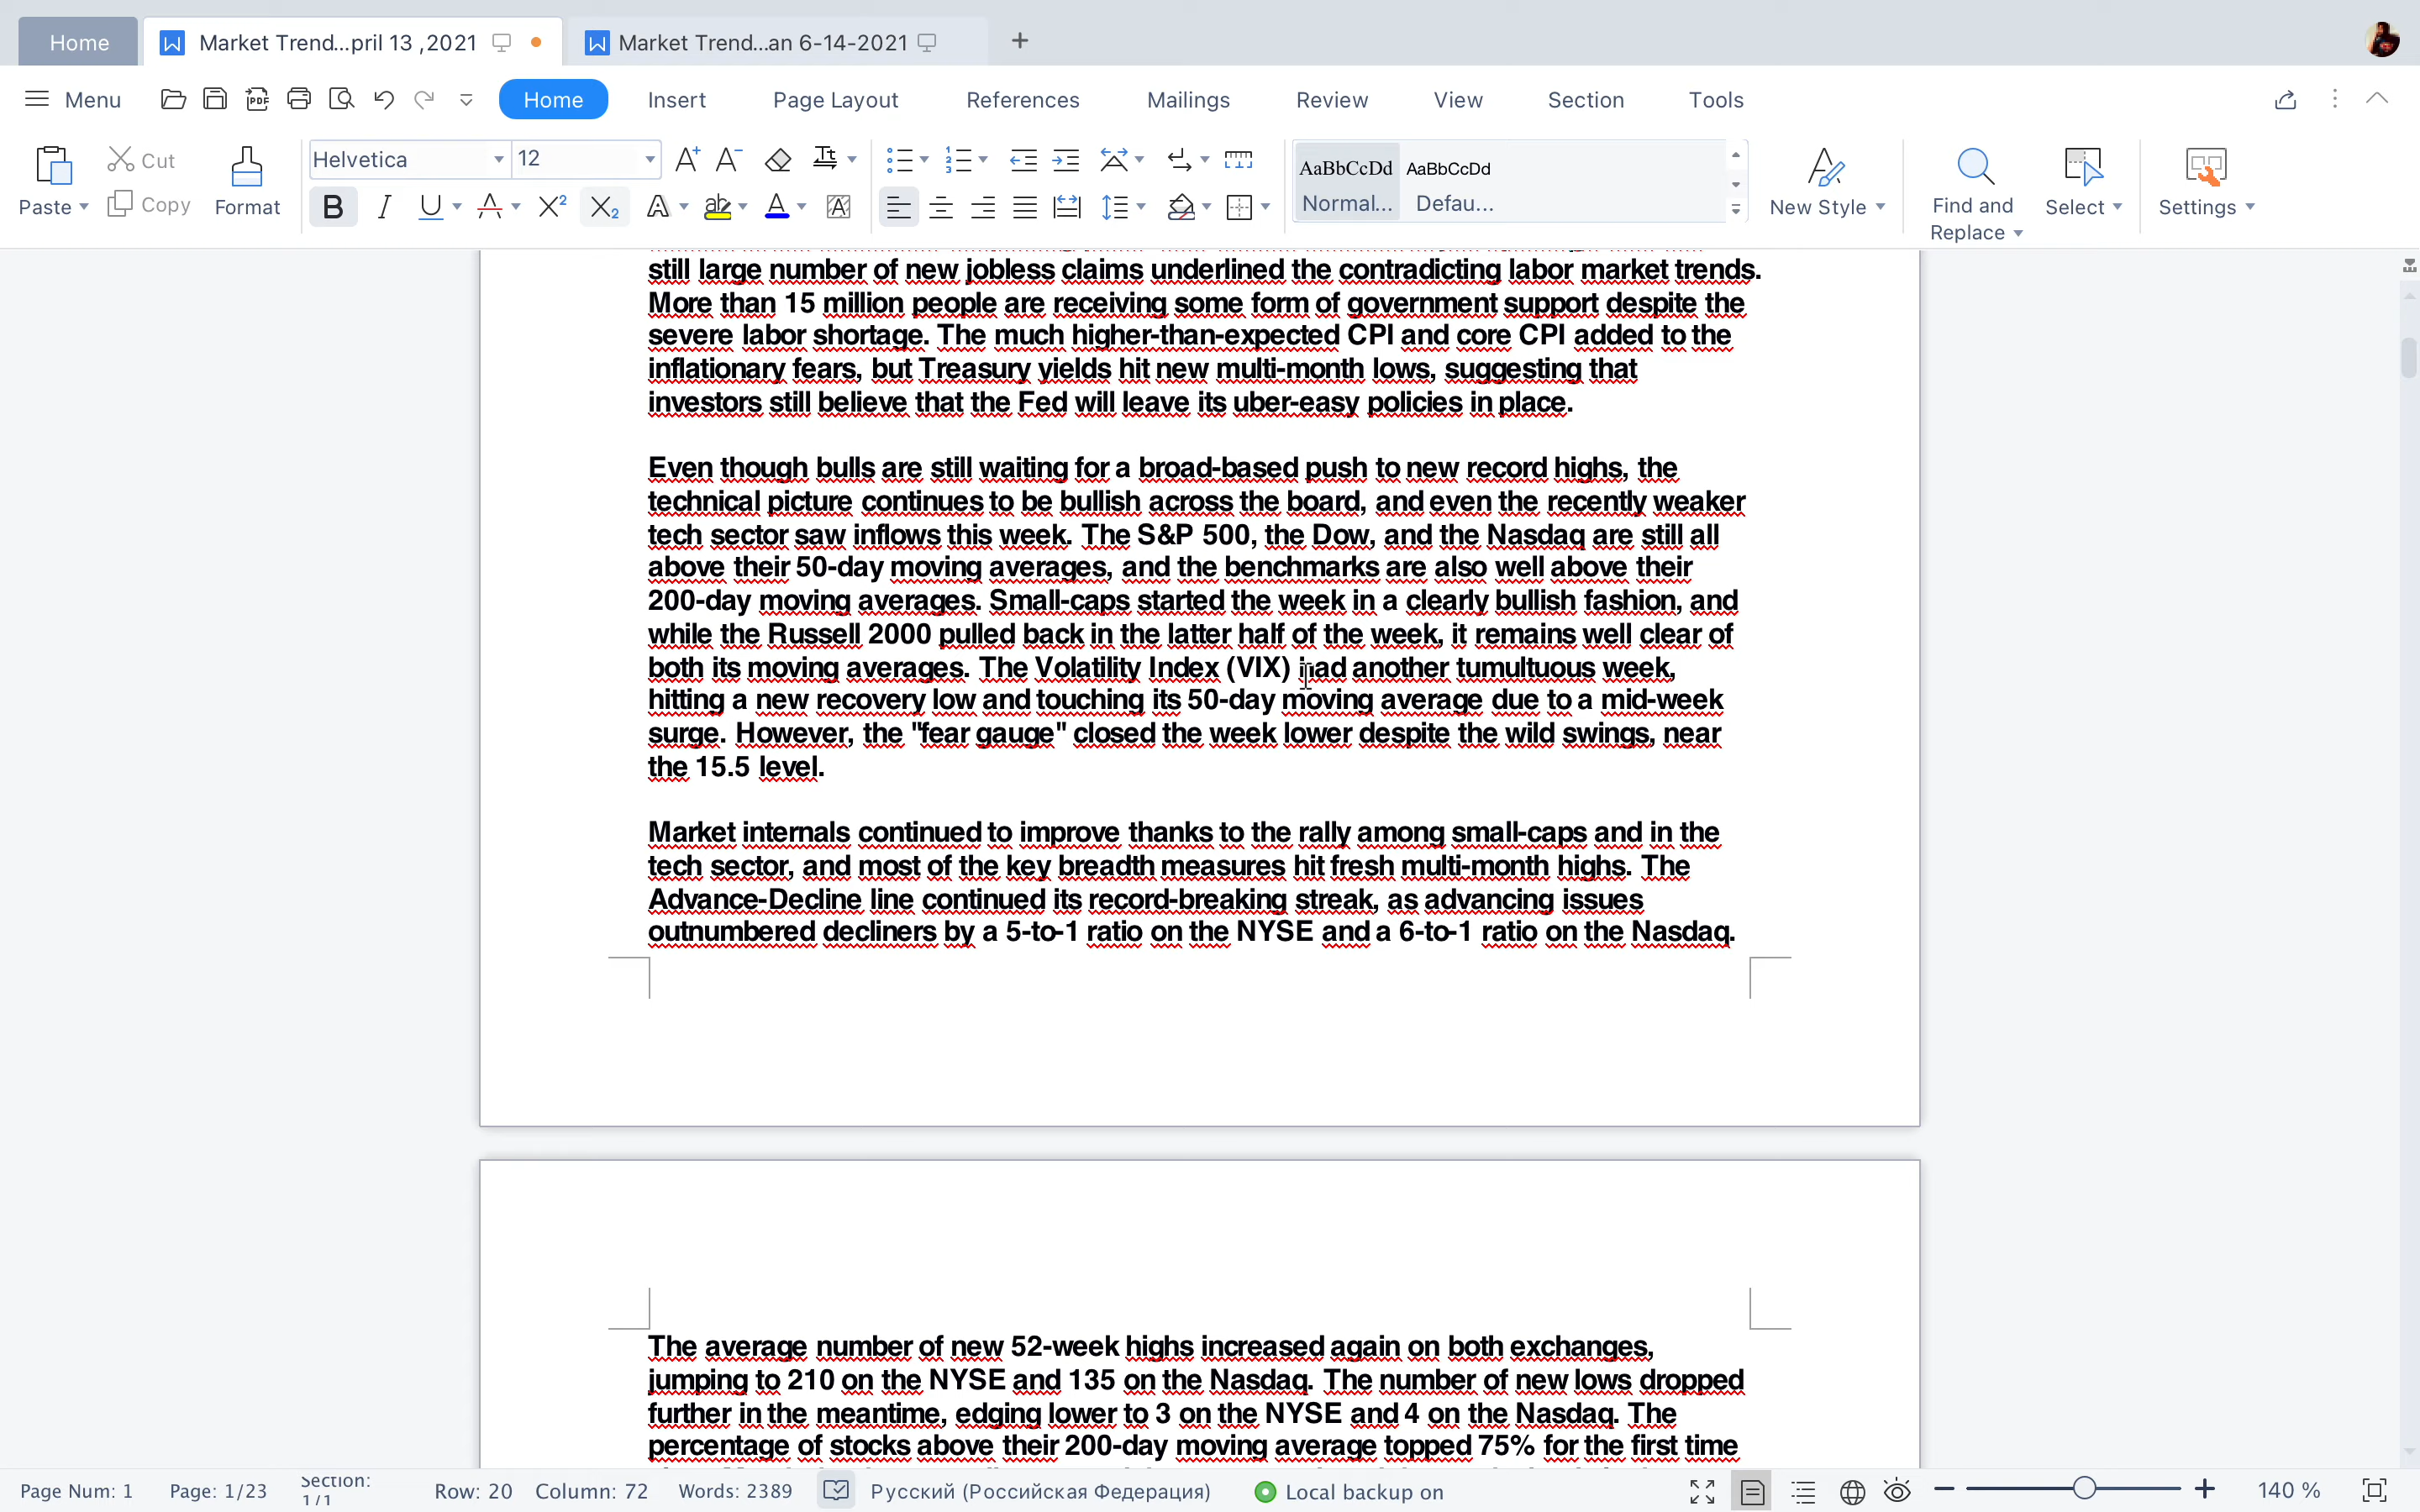 Home
Market Trend...pril 13 ,2021
Market Trend...an 6-14-2021
Menu
Home
Insert
Page Layout
References
Mailings
Review
View
Section
Tools
Paste
Cut
Copy
Format
Helvetica
12
AaBbCcDd
AaBbCcDd
Normal...
Defau...
New Style
Find and
Replace
Select
Settings
still large number of new jobless claims underlined the contradicting labor market trends.
More than 15 million people are receiving some form of government support despite the
severe labor shortage. The much higher-than-expected CPI and core CPI added to the
inflationary fears, but Treasury yields hit new multi-month lows, suggesting that
investors still believe that the Fed will leave its uber-easy policies in place.
Even though bulls are still waiting for a broad-based push to new record highs, the
technical picture continues to be bullish across the board, and even the recently weaker
tech sector saw inflows this week. The S&P 500, the Dow, and the Nasdaq are still all
above their 50-day moving averages, and the benchmarks are also well above their
200-day moving averages. Small-caps started the week in a clearly bullish fashion, and
while the Russell 2000 pulled back in the latter half of the week, it remains well clear of
both its moving averages. The Volatility Index (VIX) had another tumultuous week,
hitting a new recovery low and touching its 50-day moving average due to a mid-week
surge. However, the "fear gauge" closed the week lower despite the wild swings, near
the 15.5 level.
Market internals continued to improve thanks to the rally among small-caps and in the
tech sector, and most of the key breadth measures hit fresh multi-month highs. The
Advance-Decline line continued its record-breaking streak, as advancing issues
outnumbered decliners by a 5-to-1 ratio on the NYSE and a 6-to-1 ratio on the Nasdaq.
The average number of new 52-week highs increased again on both exchanges,
jumping to 210 on the NYSE and 135 on the Nasdaq. The number of new lows dropped
further in the meantime, edging lower to 3 on the NYSE and 4 on the Nasdaq. The
percentage of stocks above their 200-day moving average topped 75% for the first time
Page Num: 1
Page: 1/23
Section:
1/1
Row: 20
Column: 72
Words: 2389
Русский (Российская Федерация)
Local backup on
140 %